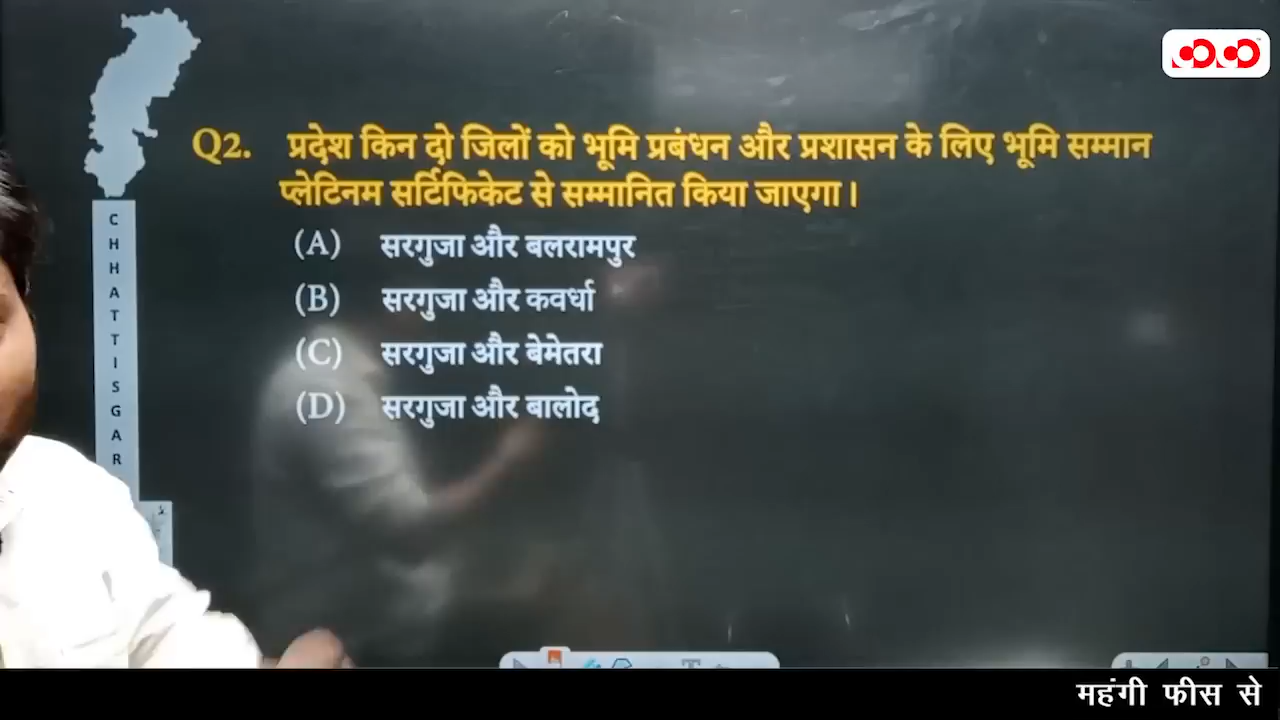 Q2. प्रदेश किन दो जिलों को भूमि प्रबंधन और प्रशासन के लिए भूमि सम्मान
प्लेटिनम सर्टिफिकेट से सम्मानित किया जाएगा।
(A) सरगुजा और बलरामपुर
(B) सरगुजा और कवर्धा
(C) सरगुजा और बेमेतरा
(D) सरगुजा और बालोद
C
H
H
A
T
T
I
S
G
A
R
महंगी फीस से